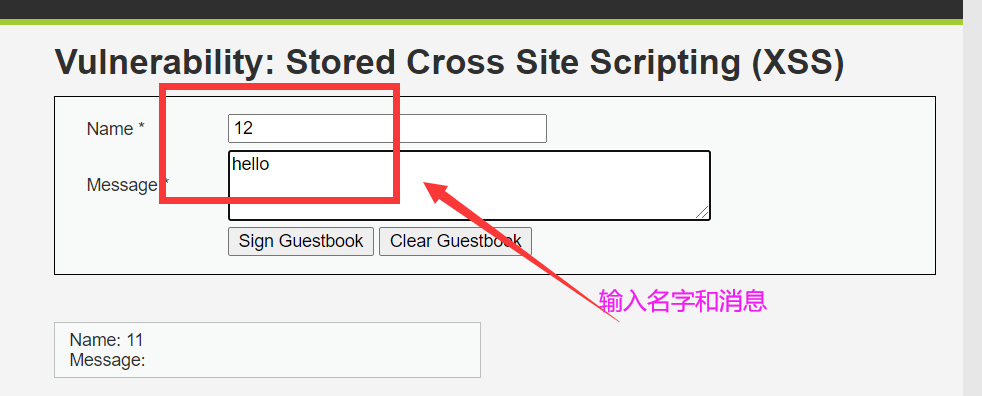 Vulnerability: Stored Cross Site Scripting (XSS)
Name * 12
Message * hello
Sign Guestbook Clear Guestbook
输入名字和消息
Name: 11
Message: